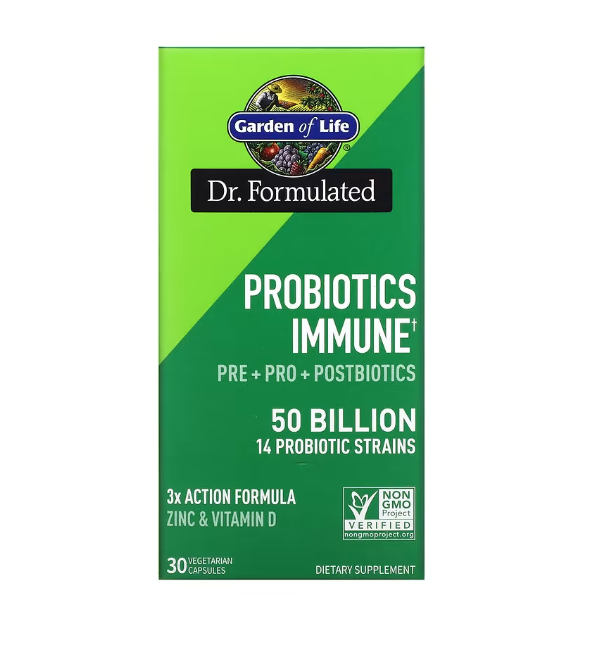 Garden of Life
®
Dr. Formulated
PROBIOTICS
IMMUNE†
PRE + PRO + POSTBIOTICS
50 BILLION
14 PROBIOTIC STRAINS
3x ACTION FORMULA
ZINC & VITAMIN D
NON
GMO
Project
VERIFIED
nongmoproject.org
30 VEGETARIAN
CAPSULES
DIETARY SUPPLEMENT